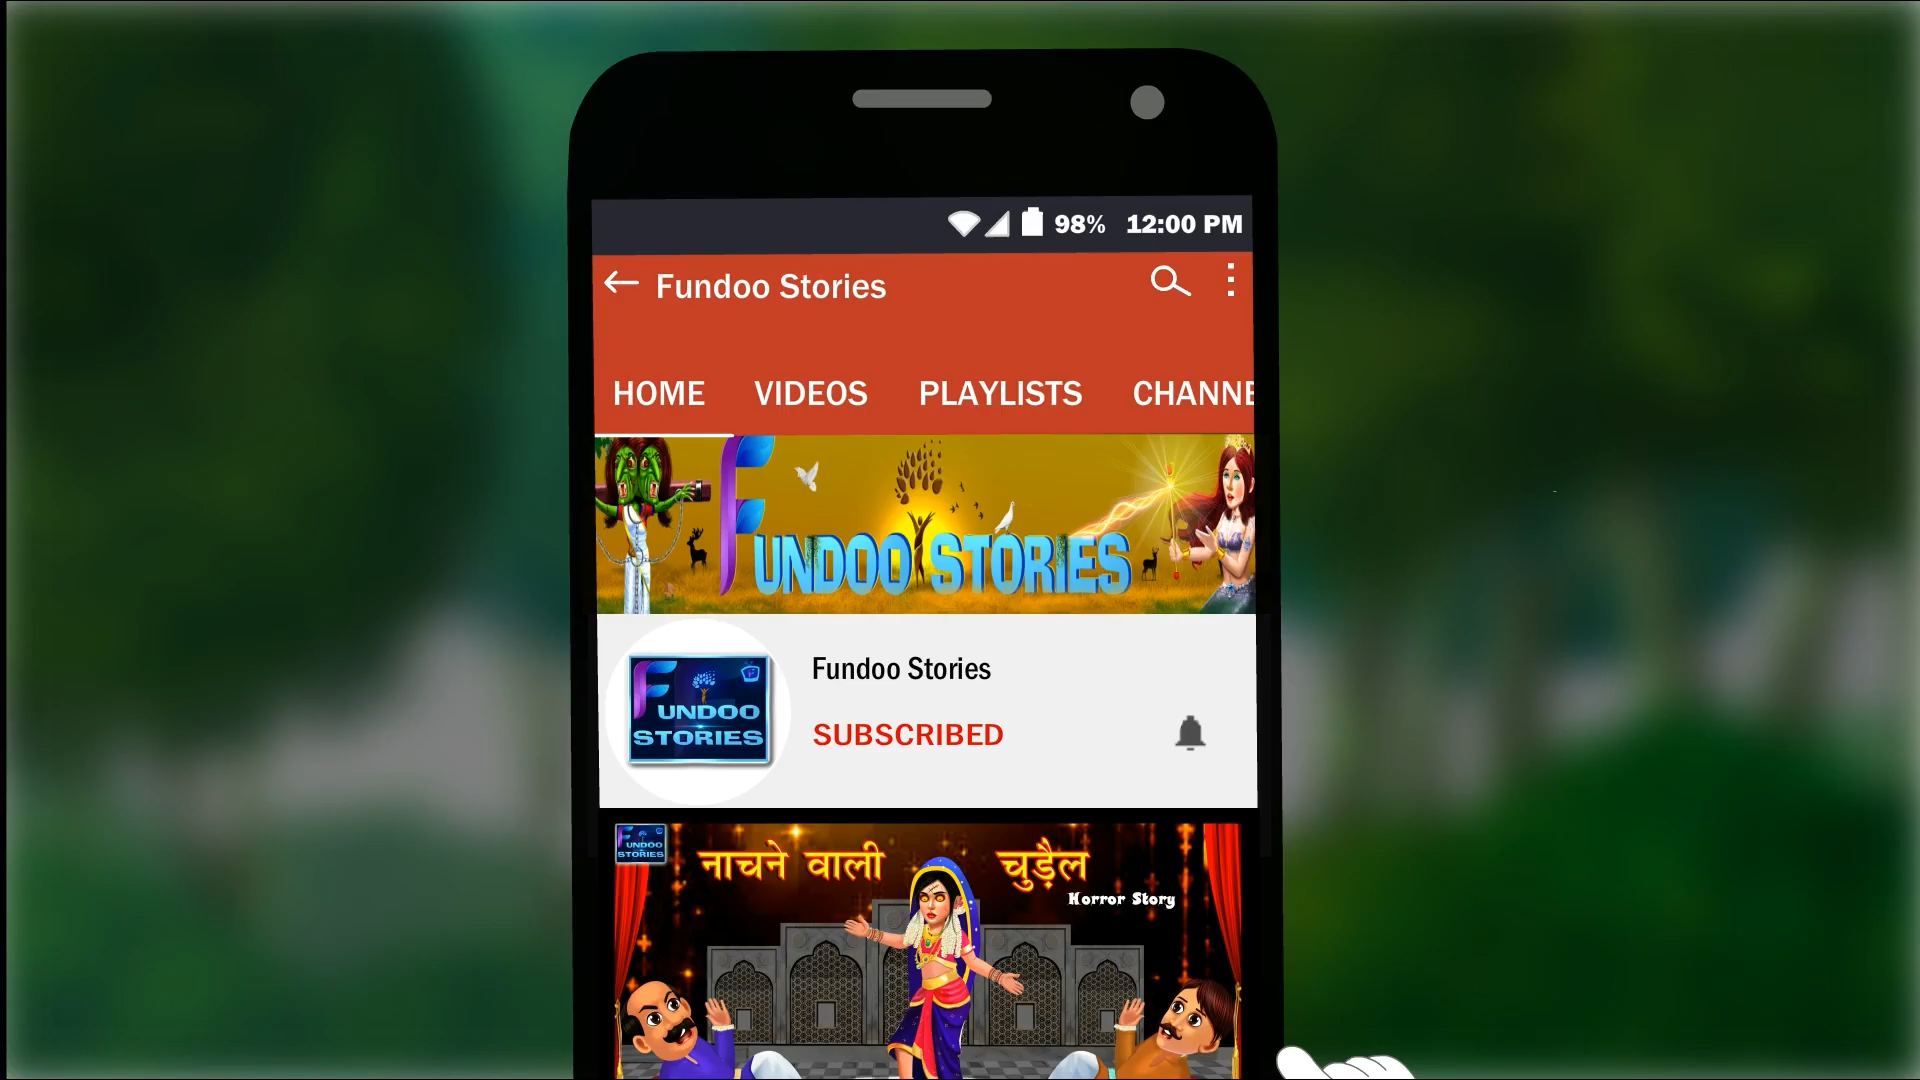 98% 12:00 PM
Fundoo Stories
HOME VIDEOS PLAYLISTS CHANNE
FUNDOO STORIES
Fundoo Stories
SUBSCRIBED
FUNDOO
STORIES
FUNDOO
STORIES
नाचने वाली चुड़ैल
Horror Story